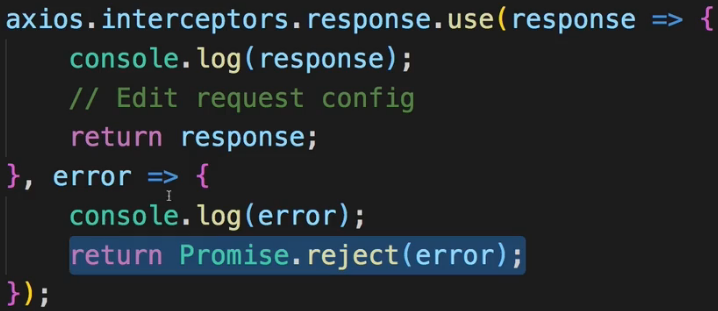 axios.interceptors.response.use(response => {
    console.log(response);
    // Edit request config
    return response;
}, error => {
    console.log(error);
    return Promise.reject(error);
});